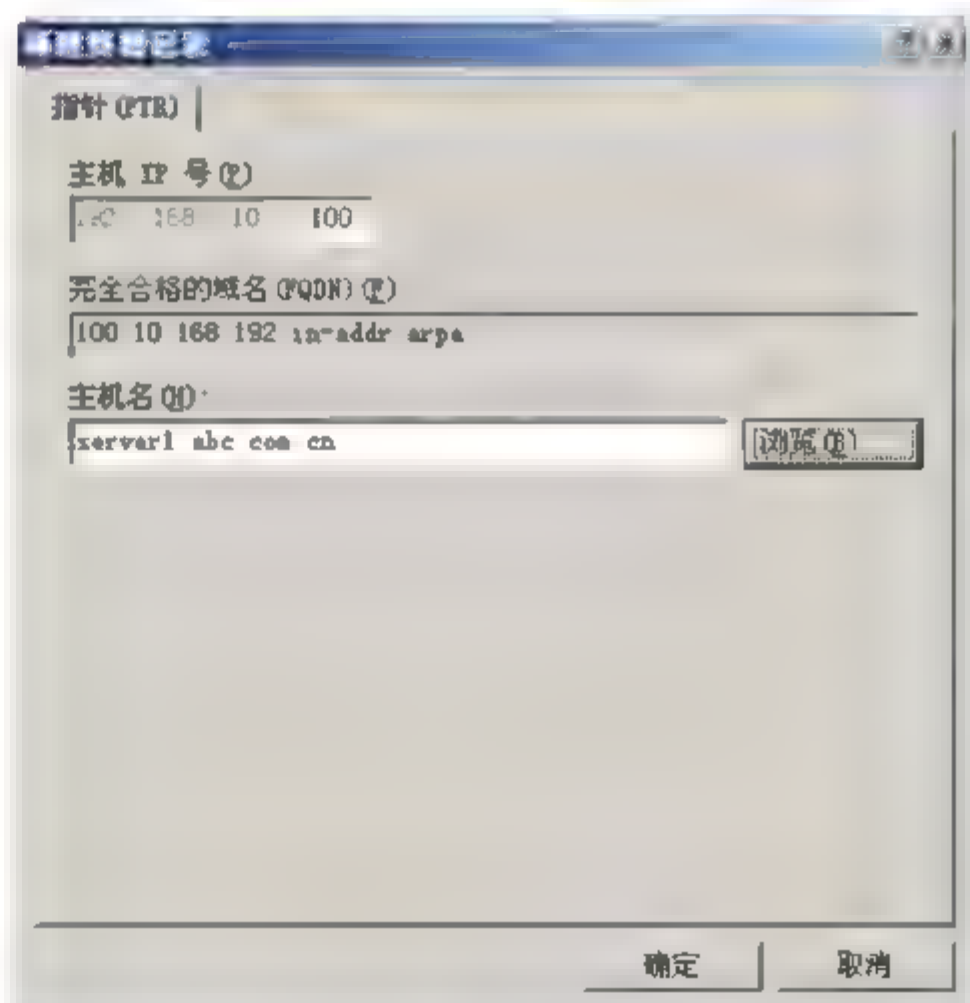 指针(PTR)
主机 IP 号(P)
168 10 100
完全合格的域名(FQDN)(F)
100 10 168 192 in-addr arpa
主机名(H)
server1 abc com cn
浏览(B)
确定 取消